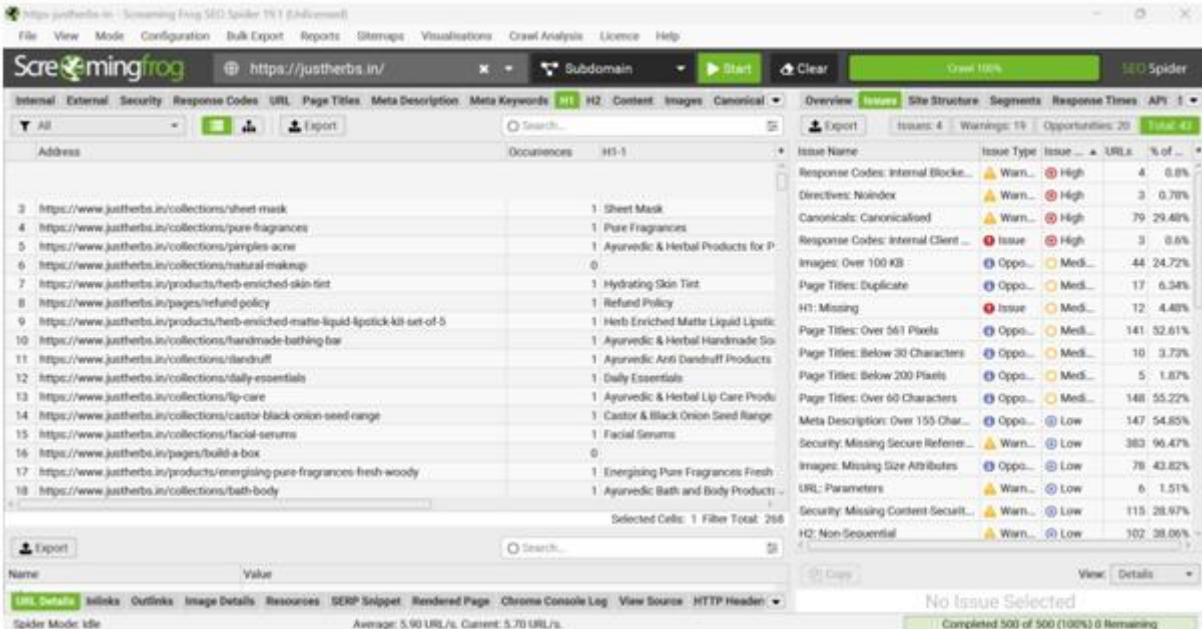 https justherbs-in - Screaming Frog SEO Spider 19.1 (Unlicensed)
File View Mode Configuration Bulk Export Reports Sitemaps Visualisations Crawl Analysis Licence Help
Screamingfrog https://justherbs.in/ Subdomain Start Clear Crawl 100% SEO Spider
Internal External Security Response Codes URL Page Titles Meta Description Meta Keywords H1 H2 Content Images Canonical Overview Issues Site Structure Segments Response Times API
All Export Search... Export Issues: 4 Warnings: 19 Opportunities: 20 Total: 43
Address Occurrences H1-1
3 https://www.justherbs.in/collections/sheet-mask 1 Sheet Mask
4 https://www.justherbs.in/collections/pure-fragrances 1 Pure Fragrances
5 https://www.justherbs.in/collections/pimples-acne 1 Ayurvedic & Herbal Products for P
6 https://www.justherbs.in/collections/natural-makeup 0
7 https://www.justherbs.in/products/herb-enriched-skin-tint 1 Hydrating Skin Tint
8 https://www.justherbs.in/pages/refund-policy 1 Refund Policy
9 https://www.justherbs.in/products/herb-enriched-matte-liquid-lipstick-kit-set-of-5 1 Herb Enriched Matte Liquid Lipstic
10 https://www.justherbs.in/collections/handmade-bathing-bar 1 Ayurvedic & Herbal Handmade Soa
11 https://www.justherbs.in/collections/dandruff 1 Ayurvedic Anti Dandruff Products
12 https://www.justherbs.in/collections/daily-essentials 1 Daily Essentials
13 https://www.justherbs.in/collections/lip-care 1 Ayurvedic & Herbal Lip Care Produ
14 https://www.justherbs.in/collections/castor-black-onion-seed-range 1 Castor & Black Onion Seed Range
15 https://www.justherbs.in/collections/facial-serums 1 Facial Serums
16 https://www.justherbs.in/pages/build-a-box 0
17 https://www.justherbs.in/products/energising-pure-fragrances-fresh-woody 1 Energising Pure Fragrances Fresh
18 https://www.justherbs.in/collections/bath-body 1 Ayurvedic Bath and Body Products
Selected Cells: 1 Filter Total: 268
Issue Name Issue Type Issue ... URLs % of ...
Response Codes: Internal Blocke... Warn... High 4 0.8%
Directives: Noindex Warn... High 3 0.78%
Canonicals: Canonicalised Warn... High 79 29.48%
Response Codes: Internal Client ... Issue High 3 0.6%
Images: Over 100 KB Oppo... Medi... 44 24.72%
Page Titles: Duplicate Oppo... Medi... 17 6.34%
H1: Missing Issue Medi... 12 4.48%
Page Titles: Over 561 Pixels Oppo... Medi... 141 52.61%
Page Titles: Below 30 Characters Oppo... Medi... 10 3.73%
Page Titles: Below 200 Pixels Oppo... Medi... 5 1.87%
Page Titles: Over 60 Characters Oppo... Medi... 148 55.22%
Meta Description: Over 155 Char... Oppo... Low 147 54.85%
Security: Missing Secure Referrer... Warn... Low 383 96.47%
Images: Missing Size Attributes Oppo... Low 78 43.82%
URL: Parameters Warn... Low 6 1.51%
Security: Missing Content-Securit... Warn... Low 115 28.97%
H2: Non-Sequential Warn... Low 102 38.06%
Export Search... Copy View: Details
Name Value
URL Details Inlinks Outlinks Image Details Resources SERP Snippet Rendered Page Chrome Console Log View Source HTTP Header No Issue Selected
Spider Mode: Idle Average: 5.90 URL/s. Current: 5.70 URL/s. Completed 500 of 500 (100%) 0 Remaining